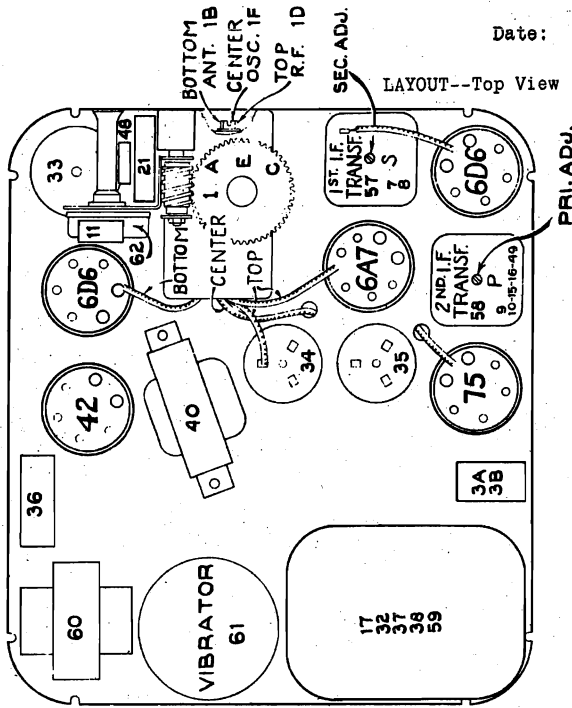 Date:
LAYOUT--Top View
BOTTOM
ANT. 1B
CENTER
OSC. 1F
TOP
R.F. 1D
SEC. ADJ.
PRI. ADJ.
33
48
21
11
62
1 A
E
C
BOTTOM
CENTER
TOP
1ST. I.F.
TRANSF.
57
S
7
8
6D6
2ND. I.F.
TRANSF.
58
P
9
10-15-16-49
6D6
6A7
42
40
34
35
75
36
3A
3B
60
VIBRATOR
61
17
32
37
38
59